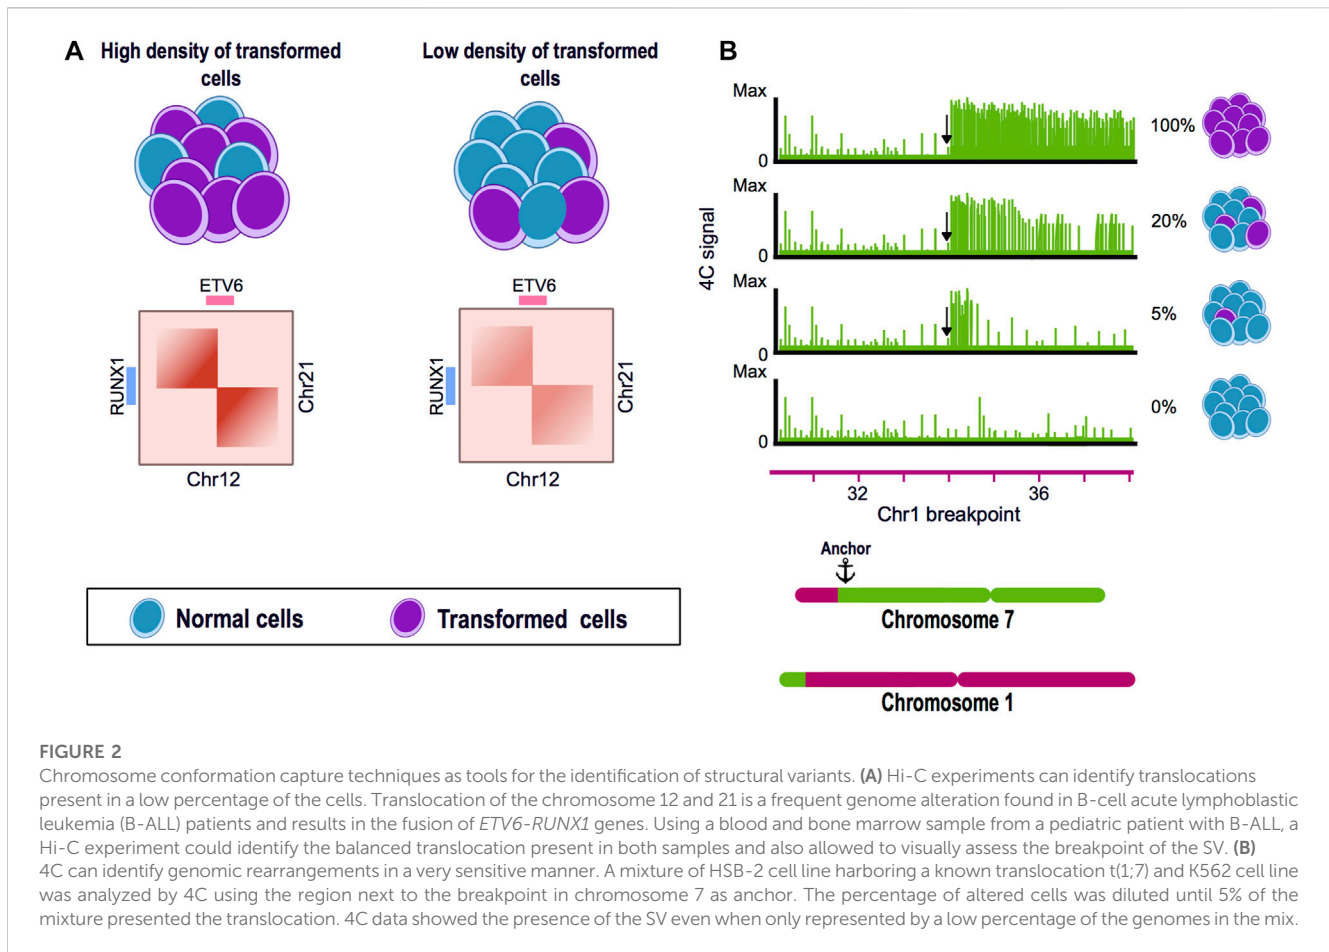 A
High density of transformed
cells
Low density of transformed
cells
ETV6
RUNX1
Chr21
Chr12
ETV6
RUNX1
Chr21
Chr12
Normal cells
Transformed cells
B
4C signal
Max
0
100%
Max
0
20%
Max
0
5%
Max
0
0%
32 36
Chr1 breakpoint
Anchor
Chromosome 7
Chromosome 1
FIGURE 2
Chromosome conformation capture techniques as tools for the identification of structural variants. (A) Hi-C experiments can identify translocations
present in a low percentage of the cells. Translocation of the chromosome 12 and 21 is a frequent genome alteration found in B-cell acute lymphoblastic
leukemia (B-ALL) patients and results in the fusion of ETV6-RUNX1 genes. Using a blood and bone marrow sample from a pediatric patient with B-ALL, a
Hi-C experiment could identify the balanced translocation present in both samples and also allowed to visually assess the breakpoint of the SV. (B)
4C can identify genomic rearrangements in a very sensitive manner. A mixture of HSB-2 cell line harboring a known translocation t(1;7) and K562 cell line
was analyzed by 4C using the region next to the breakpoint in chromosome 7 as anchor. The percentage of altered cells was diluted until 5% of the
mixture presented the translocation. 4C data showed the presence of the SV even when only represented by a low percentage of the genomes in the mix.